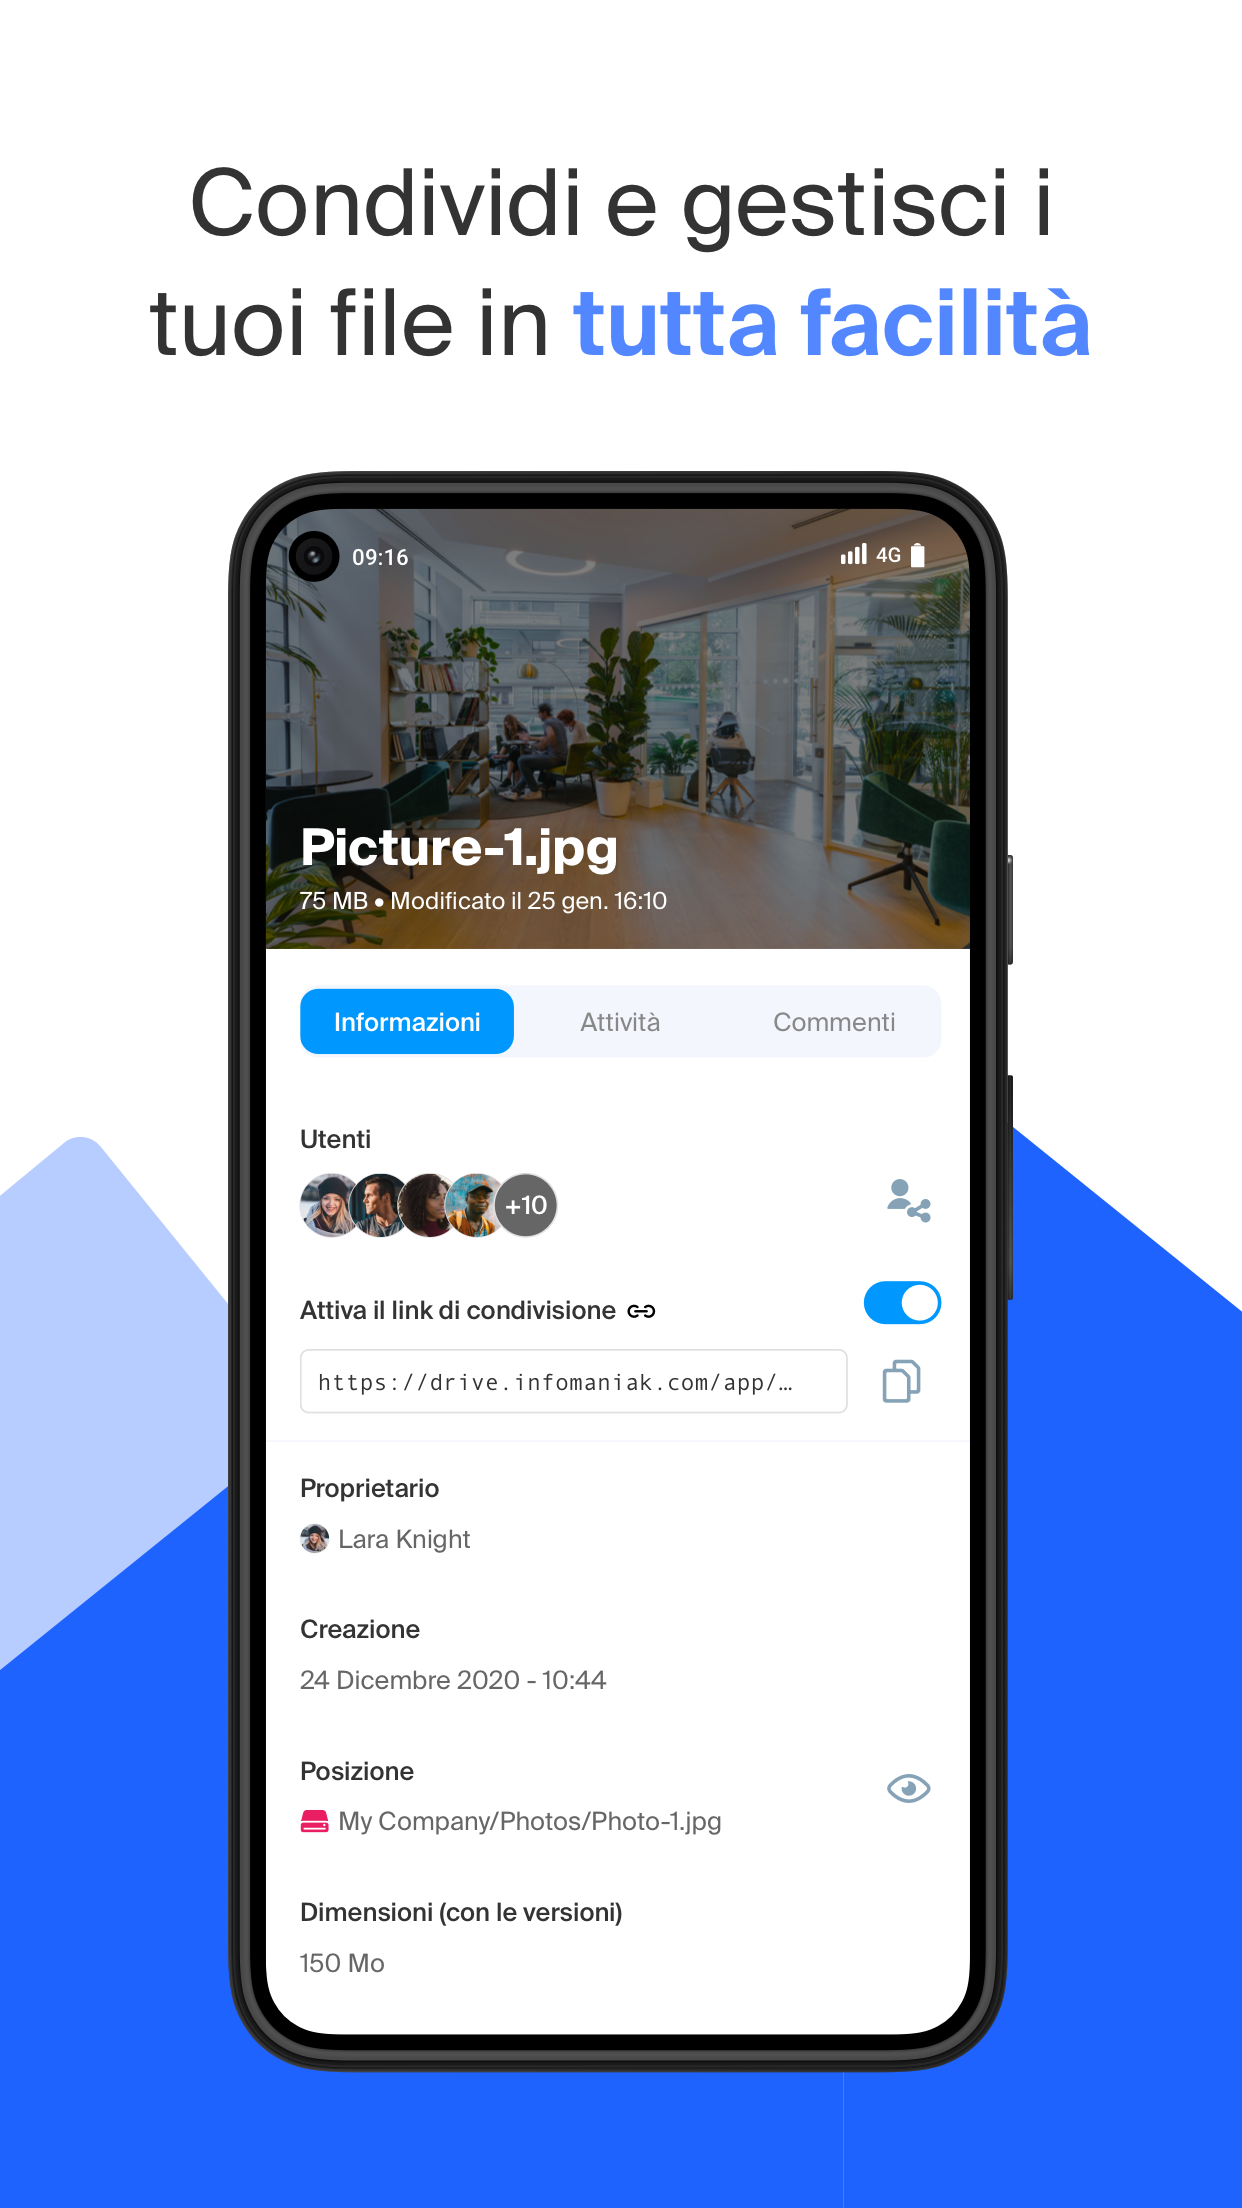 Condividi e gestisci i
tuoi file in tutta facilità
09:16
4G
Picture-1.jpg
75 MB • Modificato il 25 gen. 16:10
Informazioni
Attività
Commenti
Utenti
+10
Attiva il link di condivisione
https://drive.infomaniak.com/app/…
Proprietario
Lara Knight
Creazione
24 Dicembre 2020 - 10:44
Posizione
My Company/Photos/Photo-1.jpg
Dimensioni (con le versioni)
150 Mo